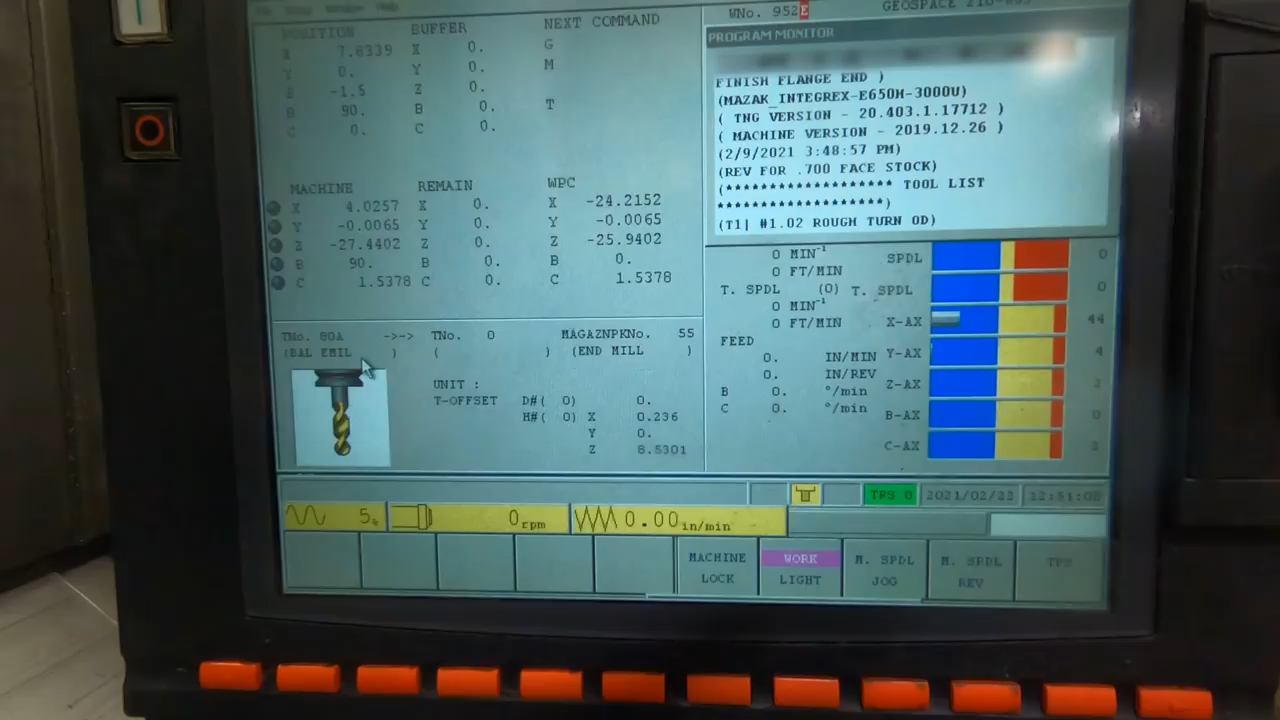 POSITION BUFFER NEXT COMMAND
X 7.8339 X 0. G
Y 0. Y 0. M
Z -1.5 Z 0.
B 90. B 0. T
C 0. C 0.
MACHINE REMAIN WPC
X 4.0257 X 0. X -24.2152
Y -0.0065 Y 0. Y -0.0065
Z -27.4402 Z 0. Z -25.9402
B 90. B 0. B 0.
C 1.5378 C 0. C 1.5378
TNo. 80A ->-> TNo. 0 MAGAZNPKNo. 55
(BAL EMIL ) ( ) (END MILL )
UNIT :
T-OFFSET D#( 0) 0.
H#( 0) X 0.236
Y 0.
Z 8.5301
WNo. 952E
PROGRAM MONITOR
FINISH FLANGE END )
(MAZAK_INTEGREX-E650H-3000U)
( TNG VERSION - 20.403.1.17712 )
( MACHINE VERSION - 2019.12.26 )
(2/9/2021 3:48:57 PM)
(REV FOR .700 FACE STOCK)
(******************* TOOL LIST
******************)
(T1| #1.02 ROUGH TURN OD)
0 MIN⁻¹ SPDL 0
0 FT/MIN
T. SPDL (0) T. SPDL 0
0 MIN⁻¹
0 FT/MIN X-AX 44
FEED
0. IN/MIN Y-AX 4
0. IN/REV Z-AX
B 0. °/min B-AX 0
C 0. °/min C-AX
TPS 0 2021/02/22
5% 0 rpm 0.00 in/min
MACHINE LOCK
WORK LIGHT
M. SPDL JOG
M. SPDL REV
TPS